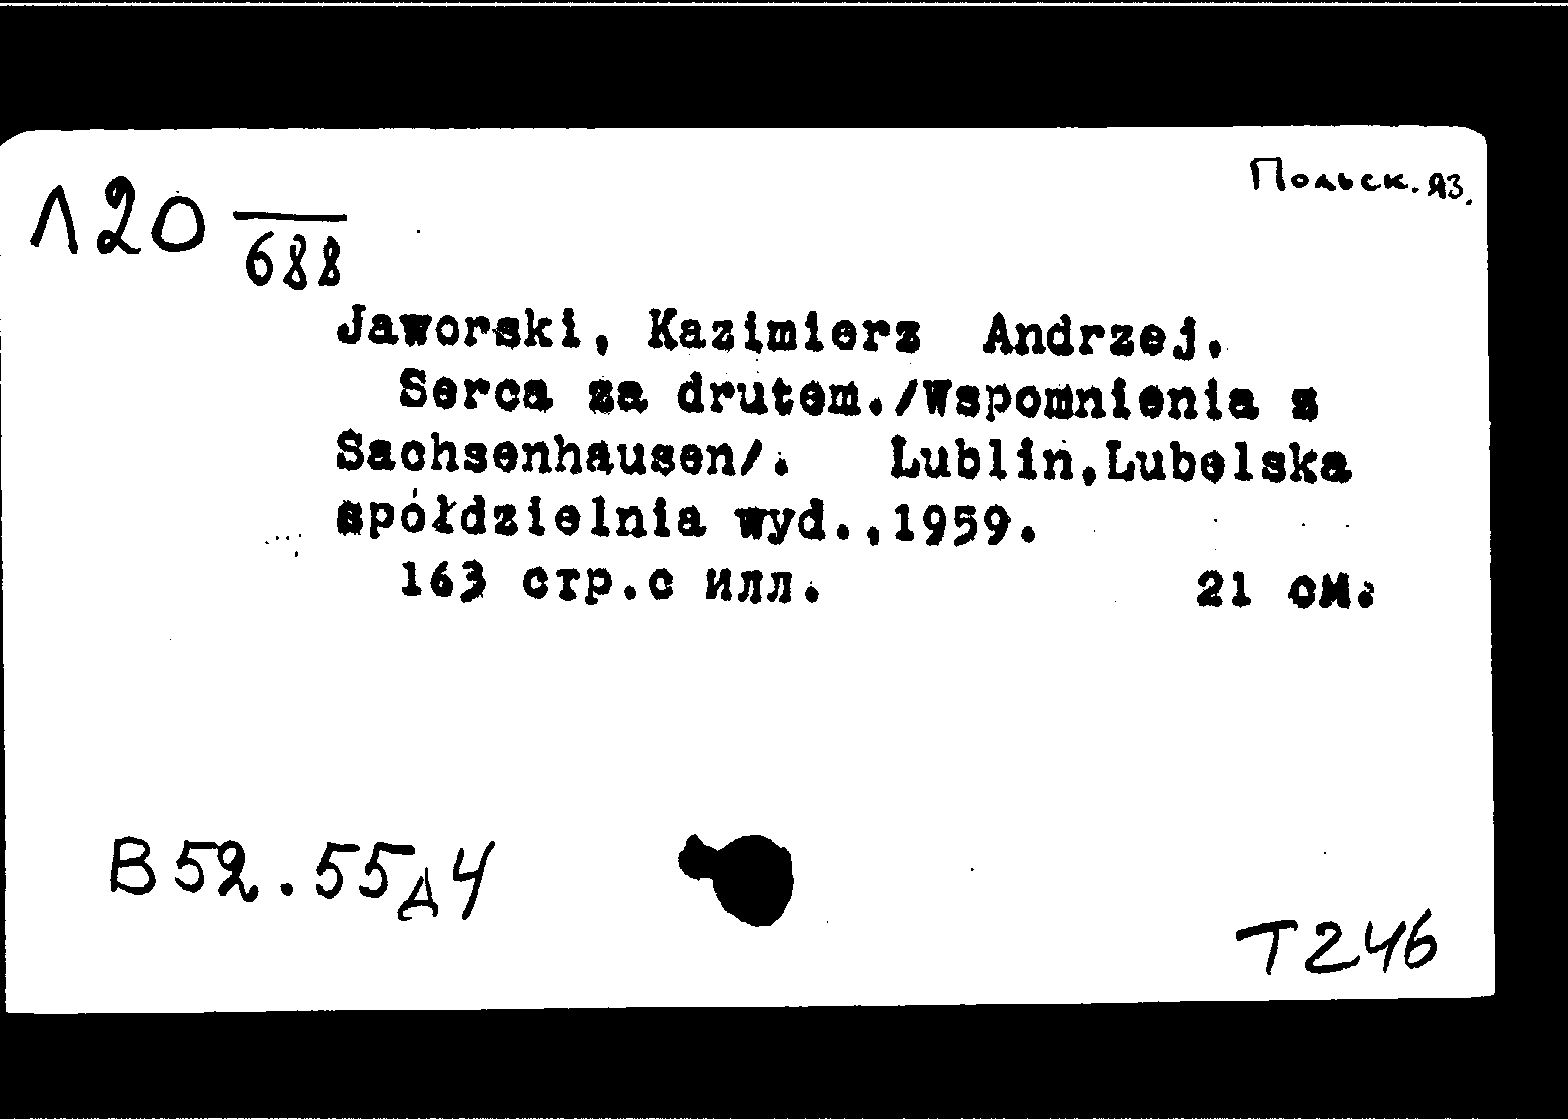 Польск. яз.
Л20 688
Jaworski, Kazimierz Andrzej.
Serca za drutem./Wspomnienia z
Sachsenhausen/. Lublin,Lubelska
spółdzielnia wyd.,1959.
163 стр.с илл. 21 см.
В52.55д4
Т246